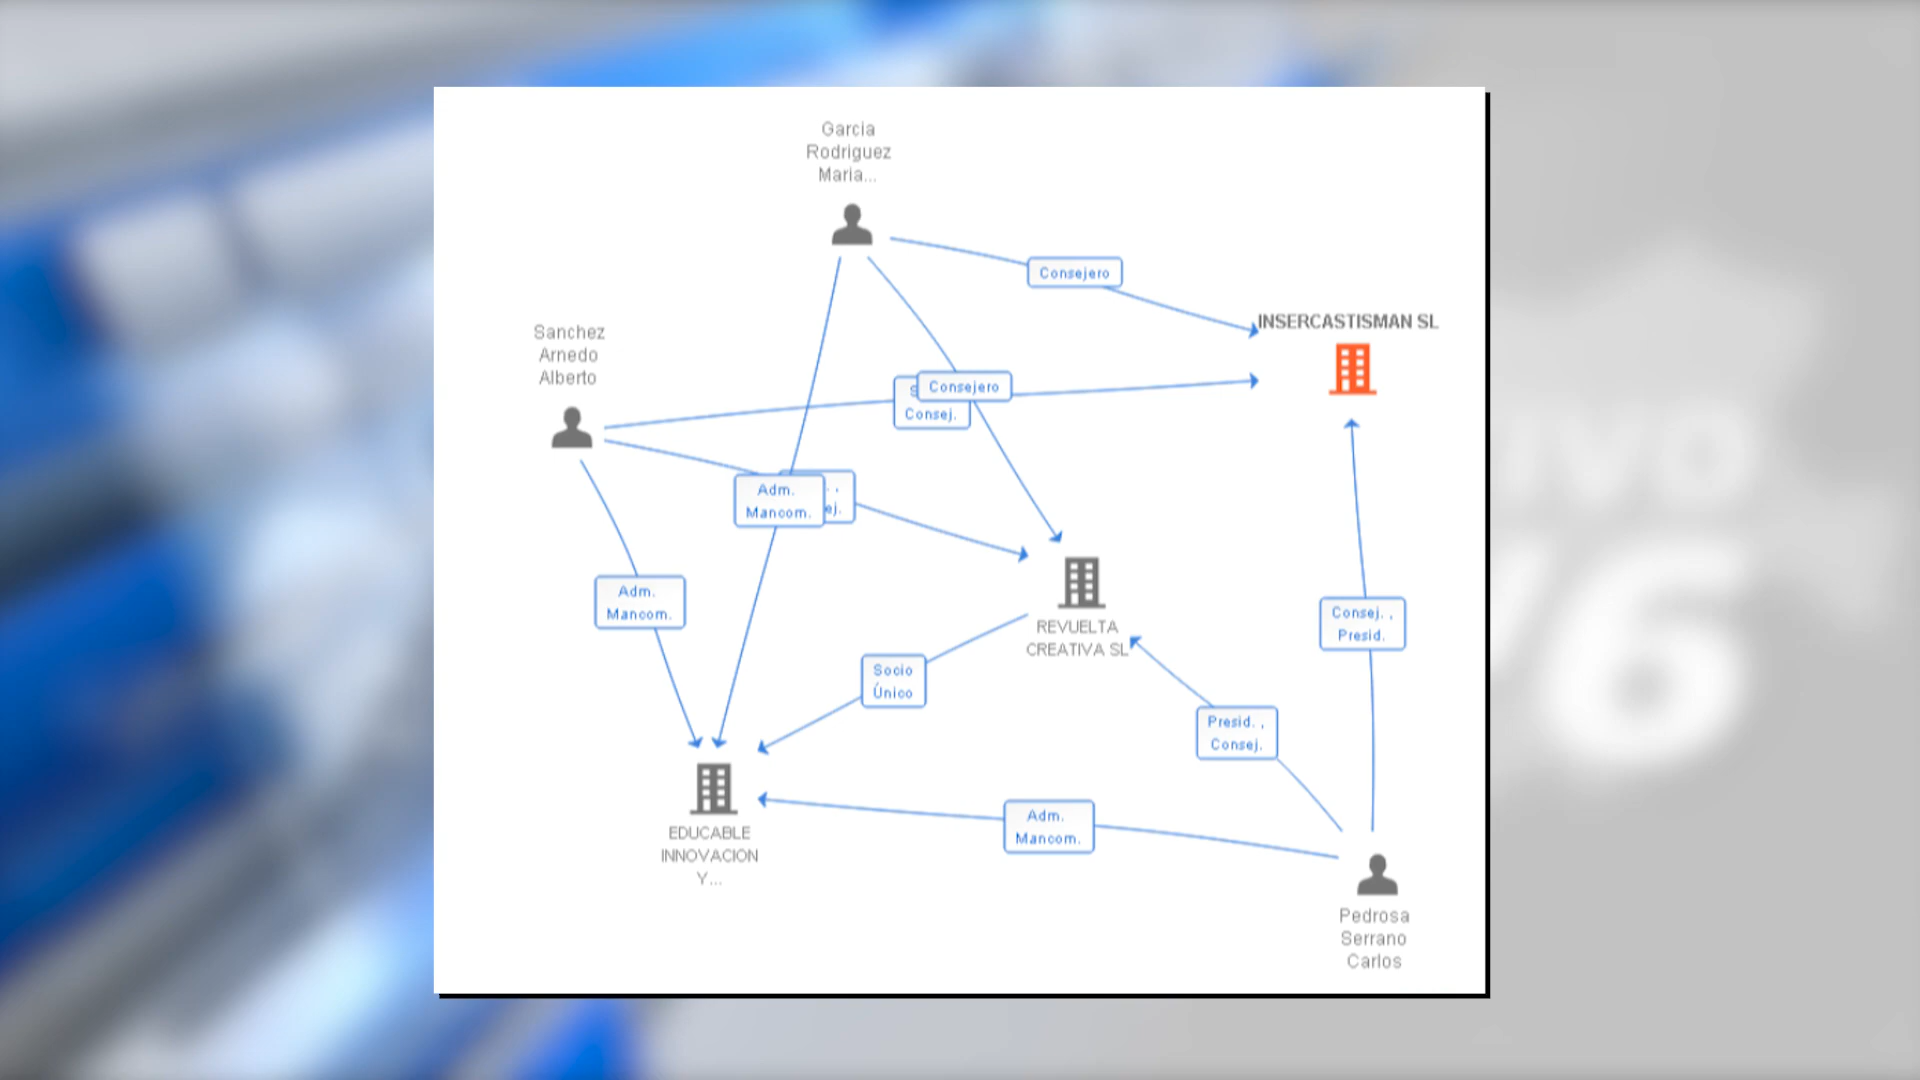 Garcia
Rodriguez
Maria...
Consejero
INSERCASTISMAN SL
Sanchez
Arnedo
Alberto
Consejero
Consej.
Adm.
Mancom.
ej.
Adm.
Mancom.
REVUELTA
CREATIVA SL
Consej. ,
Presid.
Socio
Único
Presid. ,
Consej.
Adm.
Mancom.
EDUCABLE
INNOVACION
Y...
Pedrosa
Serrano
Carlos